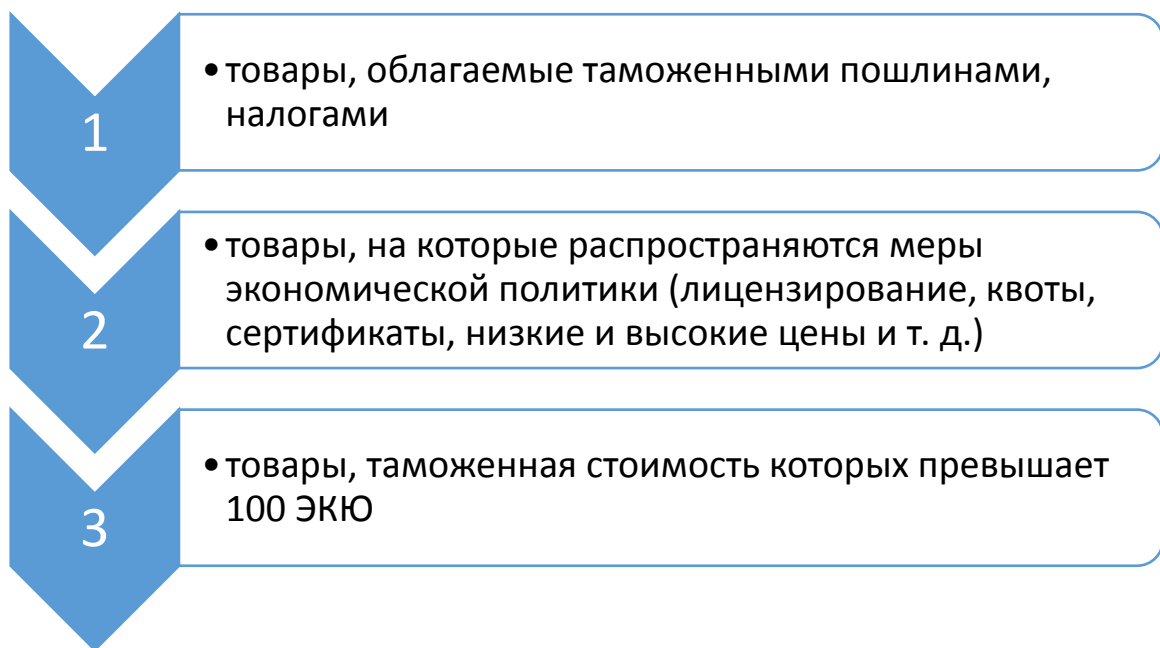 1
• товары, облагаемые таможенными пошлинами,
налогами
2
• товары, на которые распространяются меры
экономической политики (лицензирование, квоты,
сертификаты, низкие и высокие цены и т. д.)
3
• товары, таможенная стоимость которых превышает
100 ЭКЮ